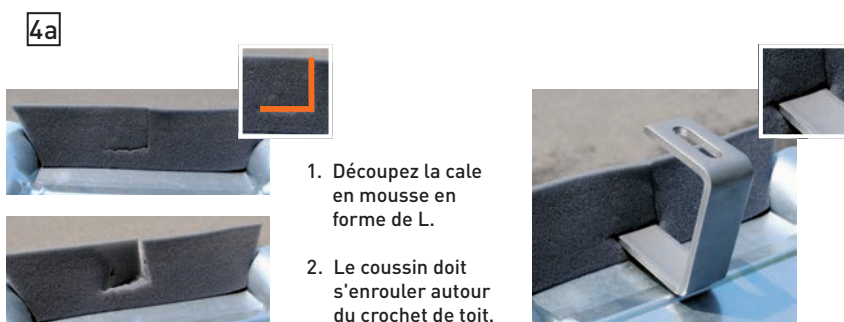 4a
1. Découpez la cale
en mousse en
forme de L.
2. Le coussin doit
s'enrouler autour
du crochet de toit.